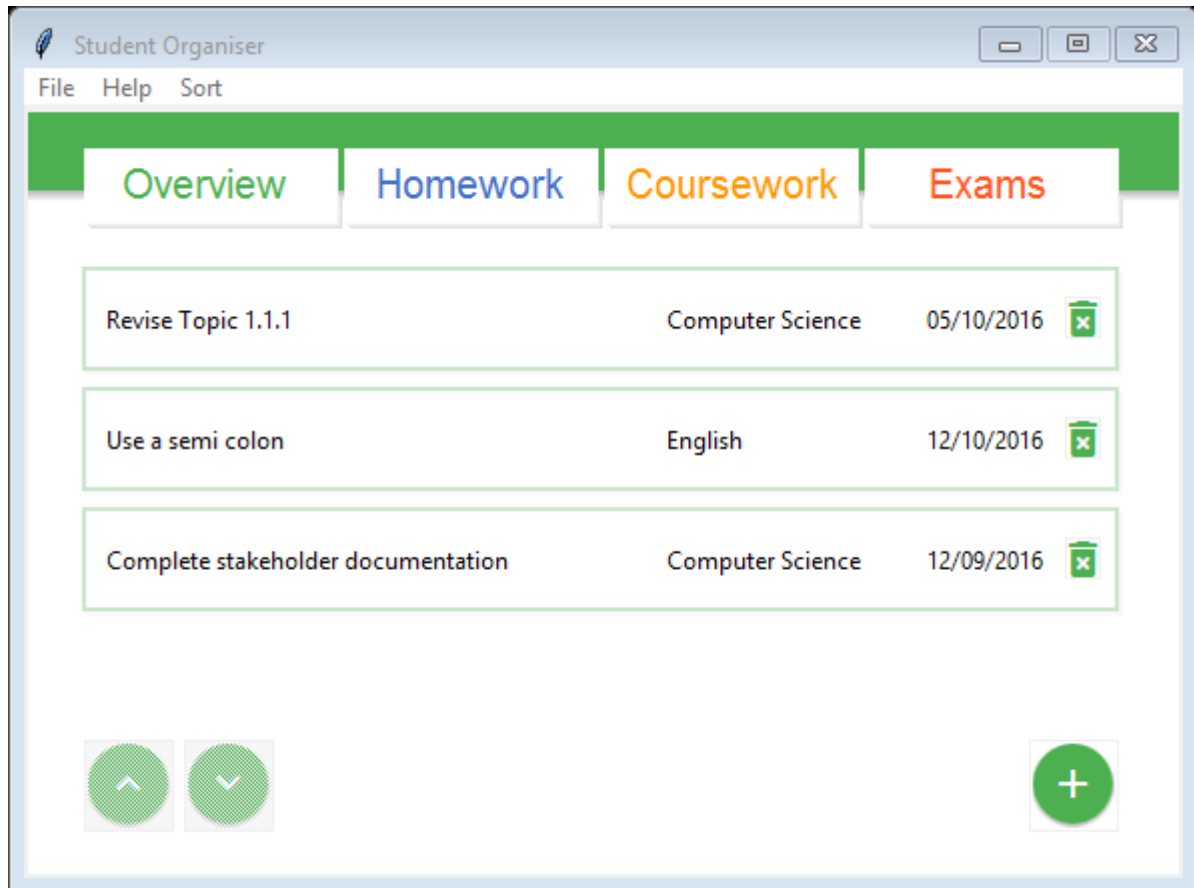 Student Organiser
File Help Sort
Overview Homework Coursework Exams
Revise Topic 1.1.1 Computer Science 05/10/2016
Use a semi colon English 12/10/2016
Complete stakeholder documentation Computer Science 12/09/2016